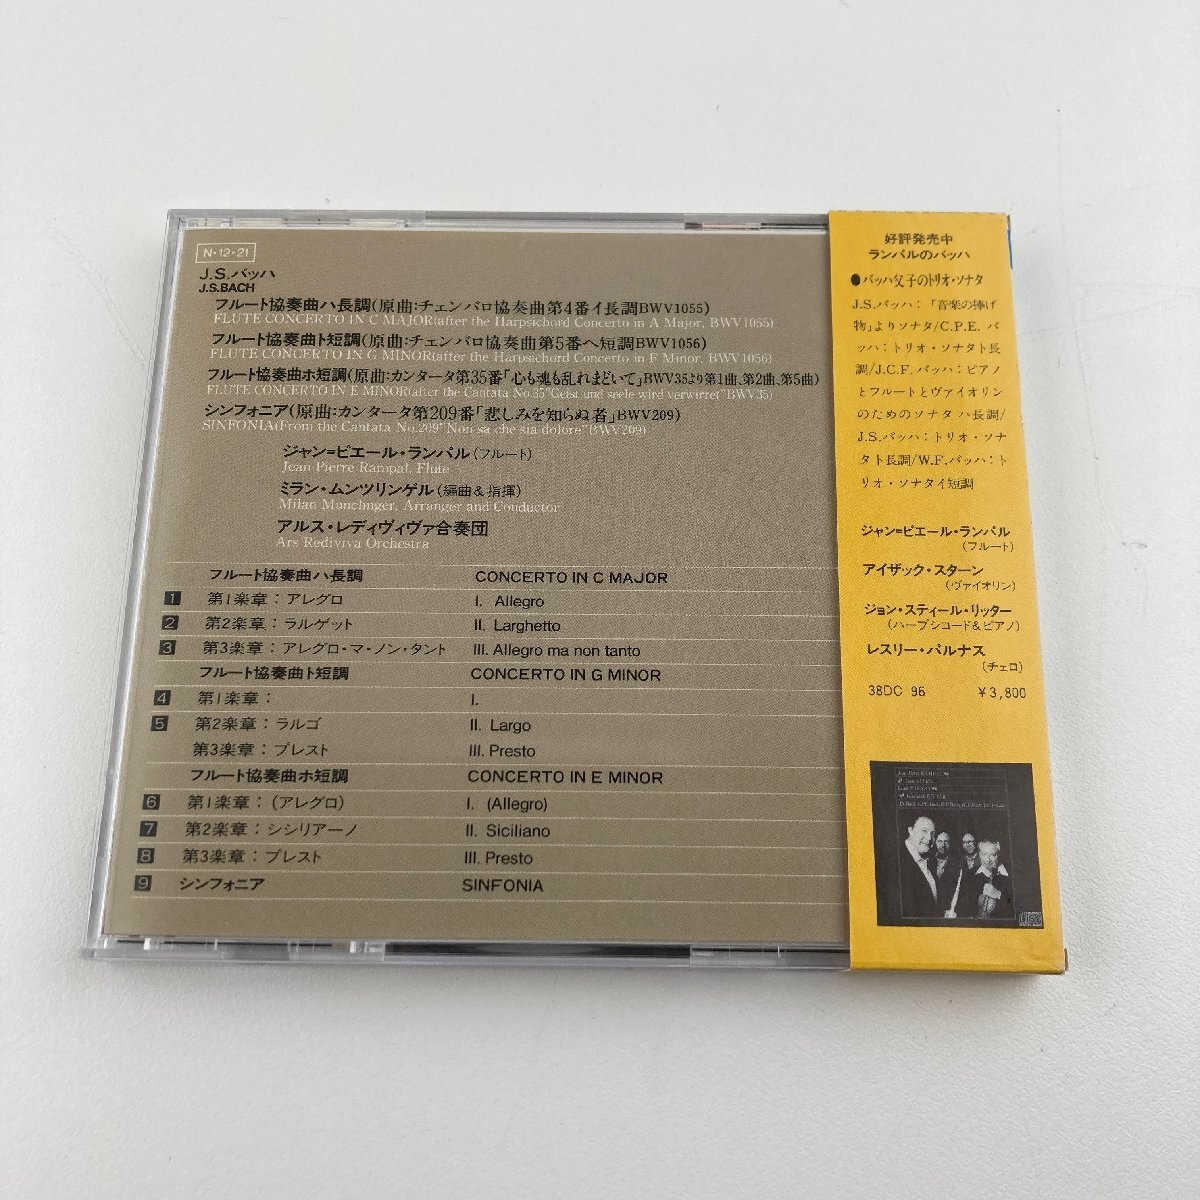 N・12・21
J.S.バッハ
J.S.BACH
フルート協奏曲ハ長調(原曲:チェンバロ協奏曲第4番イ長調BWV1055)
FLUTE CONCERTO IN C MAJOR(after the Harpsichord Concerto in A Major, BWV1055)
フルート協奏曲ト短調(原曲:チェンバロ協奏曲第5番ヘ短調BWV1056)
FLUTE CONCERTO IN G MINOR(after the Harpsichord Concerto in F Minor, BWV1056)
フルート協奏曲ホ短調(原曲:カンタータ第35番「心も魂も乱れまどいて」BWV35より第1曲、第2曲、第5曲)
FLUTE CONCERTO IN E MINOR(after the Cantata No.35"Geist und seele wird verwirret"BWV35)
シンフォニア(原曲:カンタータ第209番「悲しみを知らぬ者」BWV209)
SINFONIA(From the Cantata No.209"Non sa che sia dolore"BWV209)
ジャン=ピエール・ランパル(フルート)
Jean-Pierre Rampal, Flute
ミラン・ムンツリンゲル(編曲&指揮)
Milan Munclinger, Arranger and Conductor
アルス・レディヴィヴァ合奏団
Ars Rediviva Orchestra
フルート協奏曲ハ長調 CONCERTO IN C MAJOR
1 第1楽章:アレグロ I. Allegro
2 第2楽章:ラルゲット II. Larghetto
3 第3楽章:アレグロ・マ・ノン・タント III. Allegro ma non tanto
フルート協奏曲ト短調 CONCERTO IN G MINOR
4 第1楽章: I.
5 第2楽章:ラルゴ II. Largo
第3楽章:プレスト III. Presto
フルート協奏曲ホ短調 CONCERTO IN E MINOR
6 第1楽章:(アレグロ) I. (Allegro)
7 第2楽章:シシリアーノ II. Siciliano
8 第3楽章:プレスト III. Presto
9 シンフォニア SINFONIA
好評発売中
ランパルのバッハ
●バッハ父子のトリオ・ソナタ
J.S.バッハ:「音楽の捧げ
物」よりソナタ/C.P.E. バ
ッハ:トリオ・ソナタト長
調/J.C.F. バッハ:ピアノ
とフルートとヴァイオリン
のためのソナタ ハ長調/
J.S.バッハ:トリオ・ソナ
タト長調/W.F.バッハ:ト
リオ・ソナタイ短調
ジャン=ピエール・ランパル
(フルート)
アイザック・スターン
(ヴァイオリン)
ジョン・スティール・リッター
(ハープシコード&ピアノ)
レスリー・パルナス
(チェロ)
38DC 96 ¥3,800